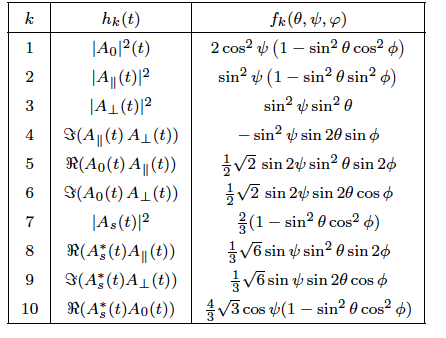 k h_k(t) f_k(θ, ψ, φ)
1 |A_0|^2(t) 2 cos^2 ψ (1 − sin^2 θ cos^2 ϕ)
2 |A_∥(t)|^2 sin^2 ψ (1 − sin^2 θ sin^2 ϕ)
3 |A_⊥(t)|^2 sin^2 ψ sin^2 θ
4 ℑ(A_∥(t) A_⊥(t)) − sin^2 ψ sin 2θ sin ϕ
5 ℜ(A_0(t) A_∥(t)) 1/2 √2 sin 2ψ sin^2 θ sin 2ϕ
6 ℑ(A_0(t) A_⊥(t)) 1/2 √2 sin 2ψ sin 2θ cos ϕ
7 |A_s(t)|^2 2/3 (1 − sin^2 θ cos^2 ϕ)
8 ℜ(A_s^*(t)A_∥(t)) 1/3 √6 sin ψ sin^2 θ sin 2ϕ
9 ℑ(A_s^*(t)A_⊥(t)) 1/3 √6 sin ψ sin 2θ cos ϕ
10 ℜ(A_s^*(t)A_0(t)) 4/3 √3 cos ψ(1 − sin^2 θ cos^2 ϕ)